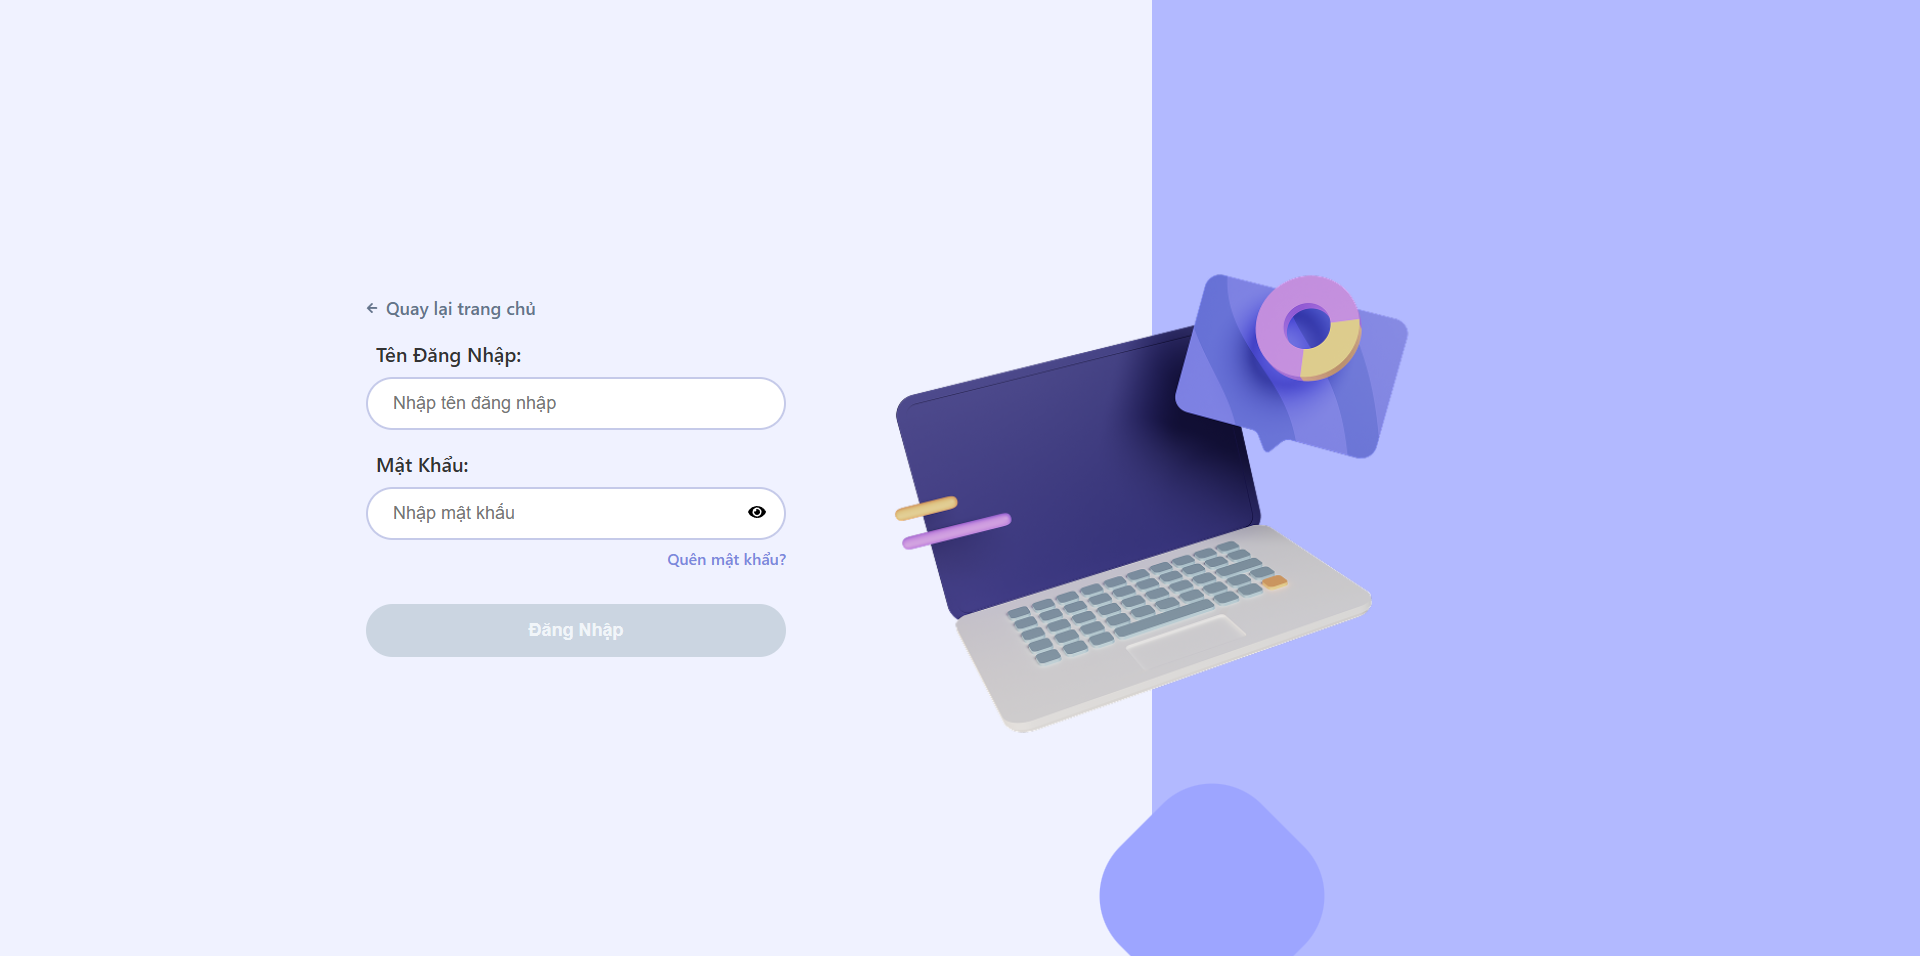 Quay lại trang chủ
Tên Đăng Nhập:
Nhập tên đăng nhập
Mật Khẩu:
Nhập mật khẩu
Quên mật khẩu?
Đăng Nhập